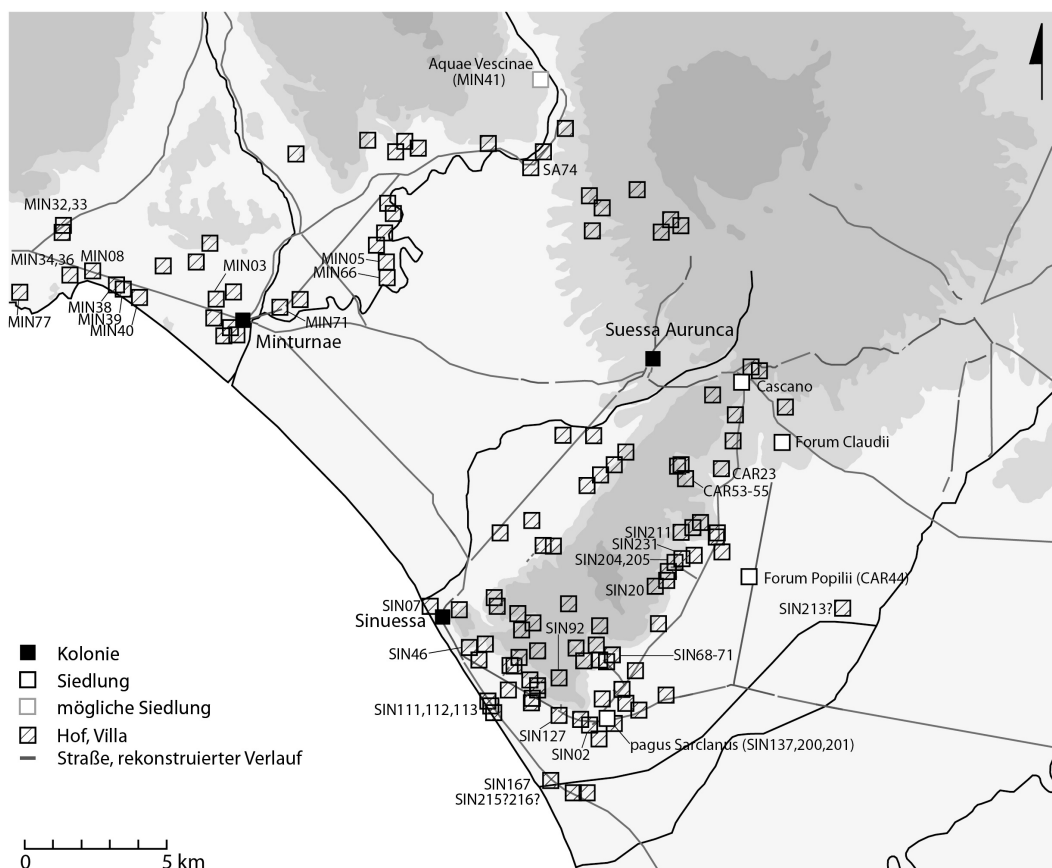 Aquae Vescinae
(MIN41)
SA74
MIN32,33
MIN34,36
MIN08
MIN03
MIN05
MIN66
MIN38
MIN39
MIN40
MIN77
MIN71
Minturnae
Suessa Aurunca
Cascano
Forum Claudii
CAR23
CAR53-55
SIN211
SIN231
SIN204,205
SIN20
Forum Popilii (CAR44)
SIN213?
SIN07
Sinuessa
SIN92
SIN46
SIN68-71
SIN111,112,113
SIN127
SIN02
pagus Sarclanus (SIN137,200,201)
SIN167
SIN215?216?
Kolonie
Siedlung
mögliche Siedlung
Hof, Villa
Straße, rekonstruierter Verlauf
0 5 km